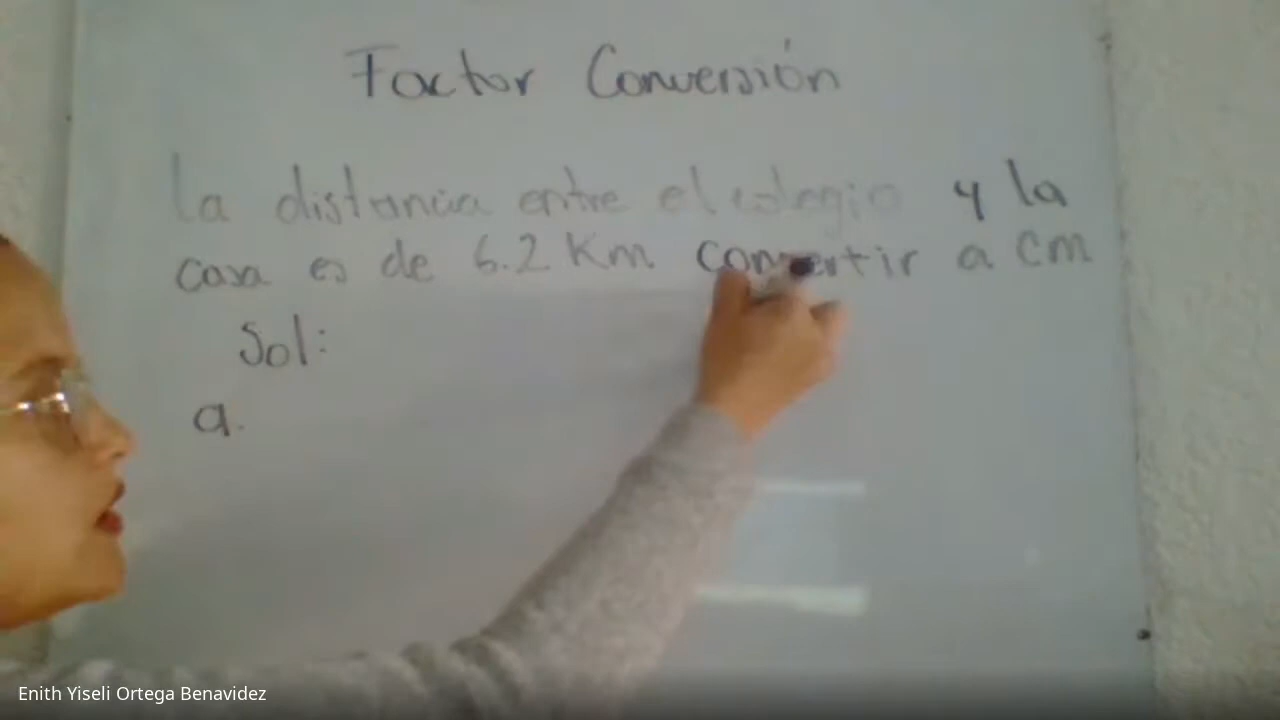 Factor Conversión
la distancia entre el colegio y la
casa es de 6.2 Km convertir a cm
Sol:
a.
Enith Yiseli Ortega Benavidez